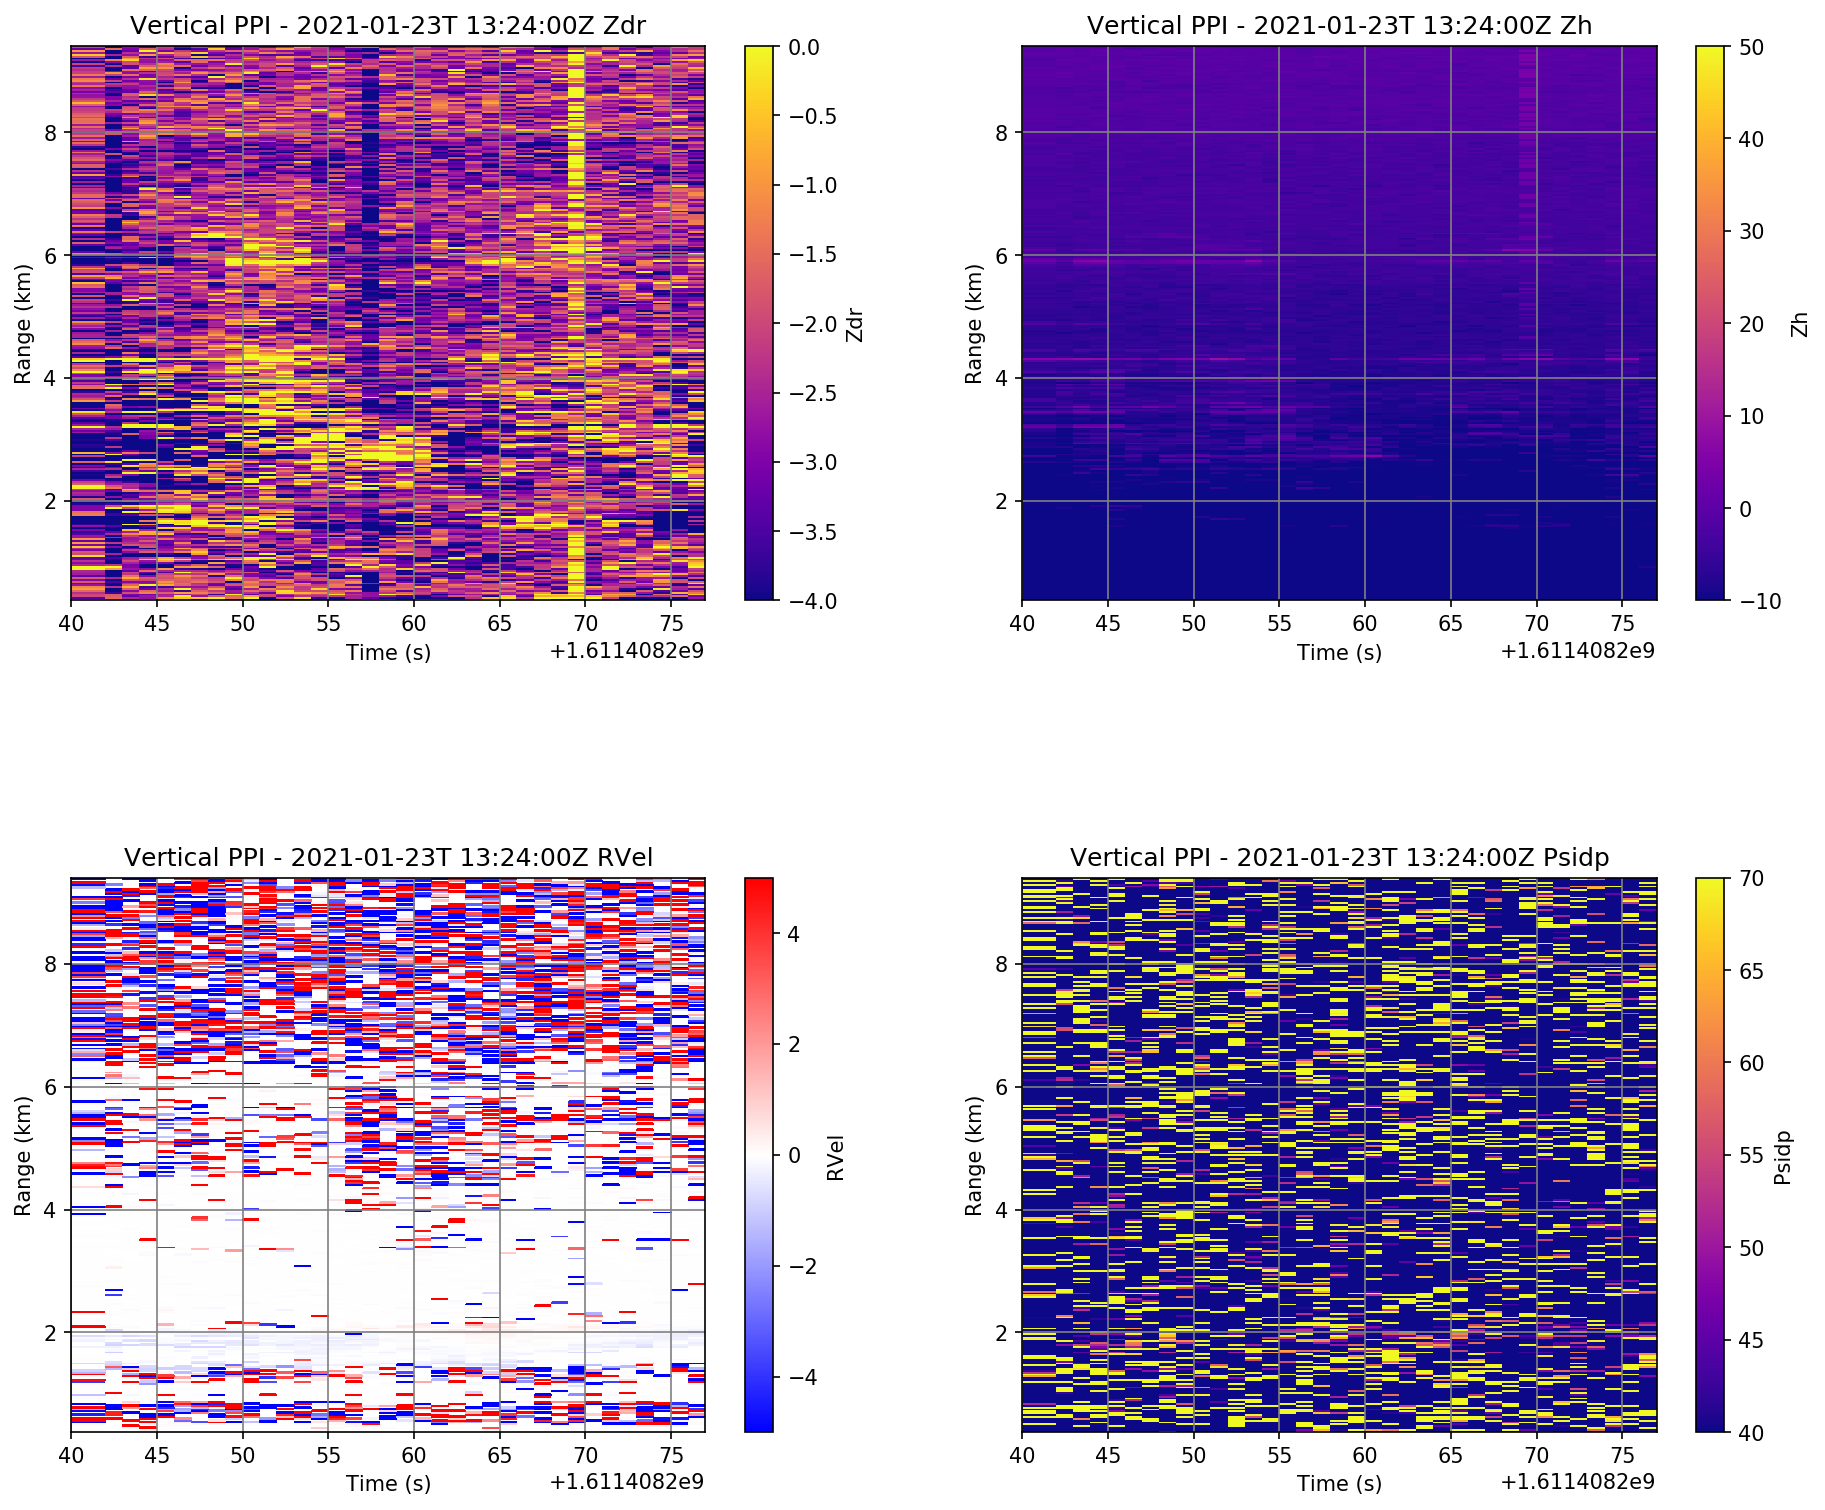 Vertical PPI - 2021-01-23T 13:24:00Z Zdr
Range (km)
8
6
4
2
40 45 50 55 60 65 70 75
Time (s)
+1.6114082e9
0.0
−0.5
−1.0
−1.5
−2.0
−2.5
−3.0
−3.5
−4.0
Zdr
Vertical PPI - 2021-01-23T 13:24:00Z Zh
Range (km)
8
6
4
2
40 45 50 55 60 65 70 75
Time (s)
+1.6114082e9
50
40
30
20
10
0
−10
Zh
Vertical PPI - 2021-01-23T 13:24:00Z RVel
Range (km)
8
6
4
2
40 45 50 55 60 65 70 75
Time (s)
+1.6114082e9
4
2
0
−2
−4
RVel
Vertical PPI - 2021-01-23T 13:24:00Z Psidp
Range (km)
8
6
4
2
40 45 50 55 60 65 70 75
Time (s)
+1.6114082e9
70
65
60
55
50
45
40
Psidp